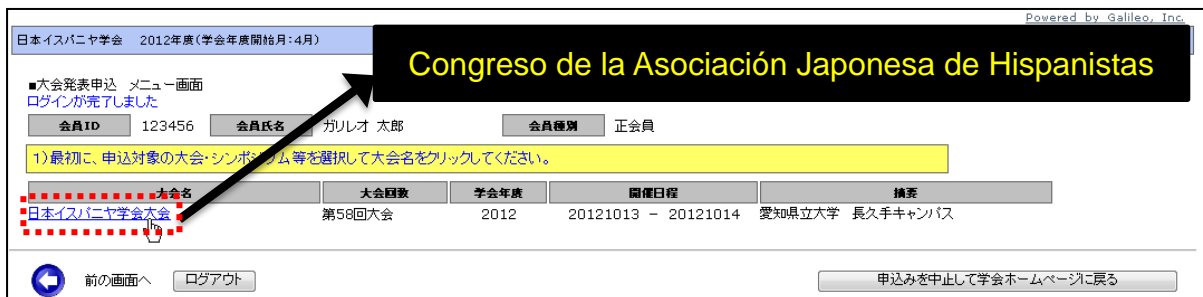 Powered by Galileo, Inc.
日本イスパニヤ学会 2012年度(学会年度開始月:4月)
Congreso de la Asociación Japonesa de Hispanistas
■大会発表申込 メニュー画面
ログインが完了しました
会員ID 123456 会員氏名 ガリレオ 太郎 会員種別 正会員
1)最初に、申込対象の大会・シンポジウム等を選択して大会名をクリックしてください。
大会名 大会回数 学会年度 開催日程 摘要
日本イスパニヤ学会大会 第58回大会 2012 20121013 - 20121014 愛知県立大学 長久手キャンパス
前の画面へ ログアウト 申込みを中止して学会ホームページに戻る